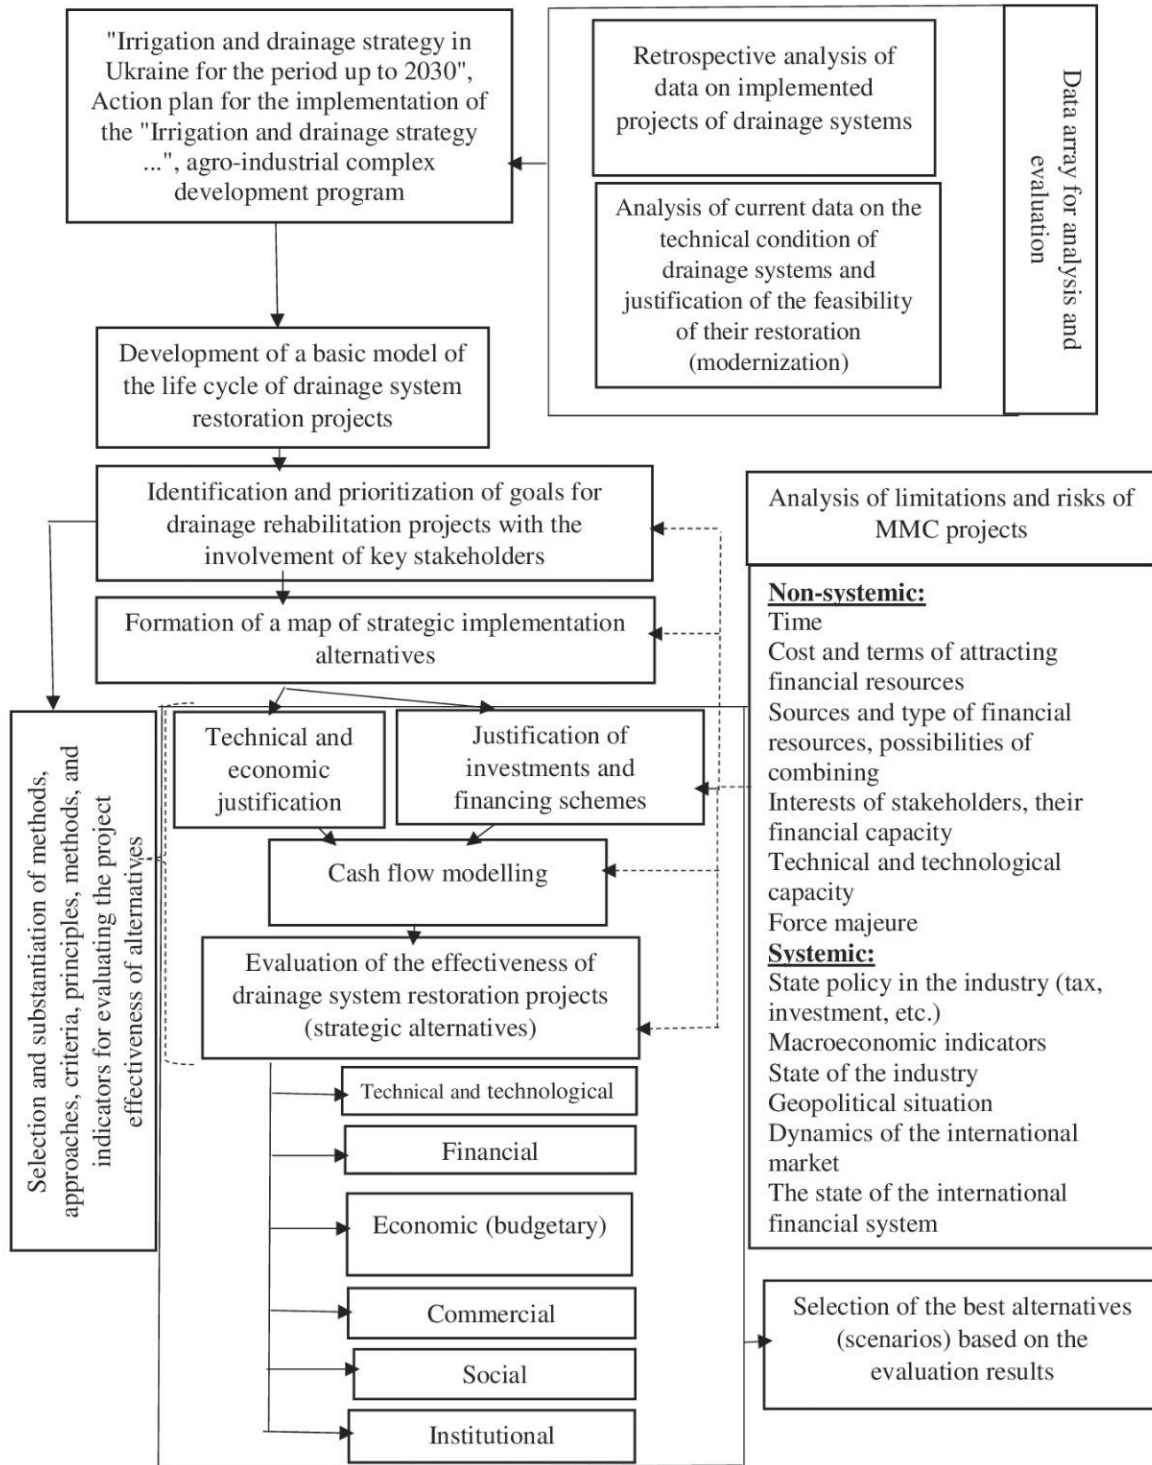 "Irrigation and drainage strategy in
Ukraine for the period up to 2030",
Action plan for the implementation of
the "Irrigation and drainage strategy
...", agro-industrial complex
development program
Retrospective analysis of
data on implemented
projects of drainage systems
Analysis of current data on the
technical condition of
drainage systems and
justification of the feasibility
of their restoration
(modernization)
Data array for analysis and
evaluation
Development of a basic model of
the life cycle of drainage system
restoration projects
Identification and prioritization of goals for
drainage rehabilitation projects with the
involvement of key stakeholders
Formation of a map of strategic implementation
alternatives
Selection and substantiation of methods,
approaches, criteria, principles, methods, and
indicators for evaluating the project
effectiveness of alternatives
Technical and
economic
justification
Justification of
investments and
financing schemes
Cash flow modelling
Evaluation of the effectiveness of
drainage system restoration projects
(strategic alternatives)
Technical and technological
Financial
Economic (budgetary)
Commercial
Social
Institutional
Analysis of limitations and risks of
MMC projects
Non-systemic:
Time
Cost and terms of attracting
financial resources
Sources and type of financial
resources, possibilities of
combining
Interests of stakeholders, their
financial capacity
Technical and technological
capacity
Force majeure
Systemic:
State policy in the industry (tax,
investment, etc.)
Macroeconomic indicators
State of the industry
Geopolitical situation
Dynamics of the international
market
The state of the international
financial system
Selection of the best alternatives
(scenarios) based on the
evaluation results